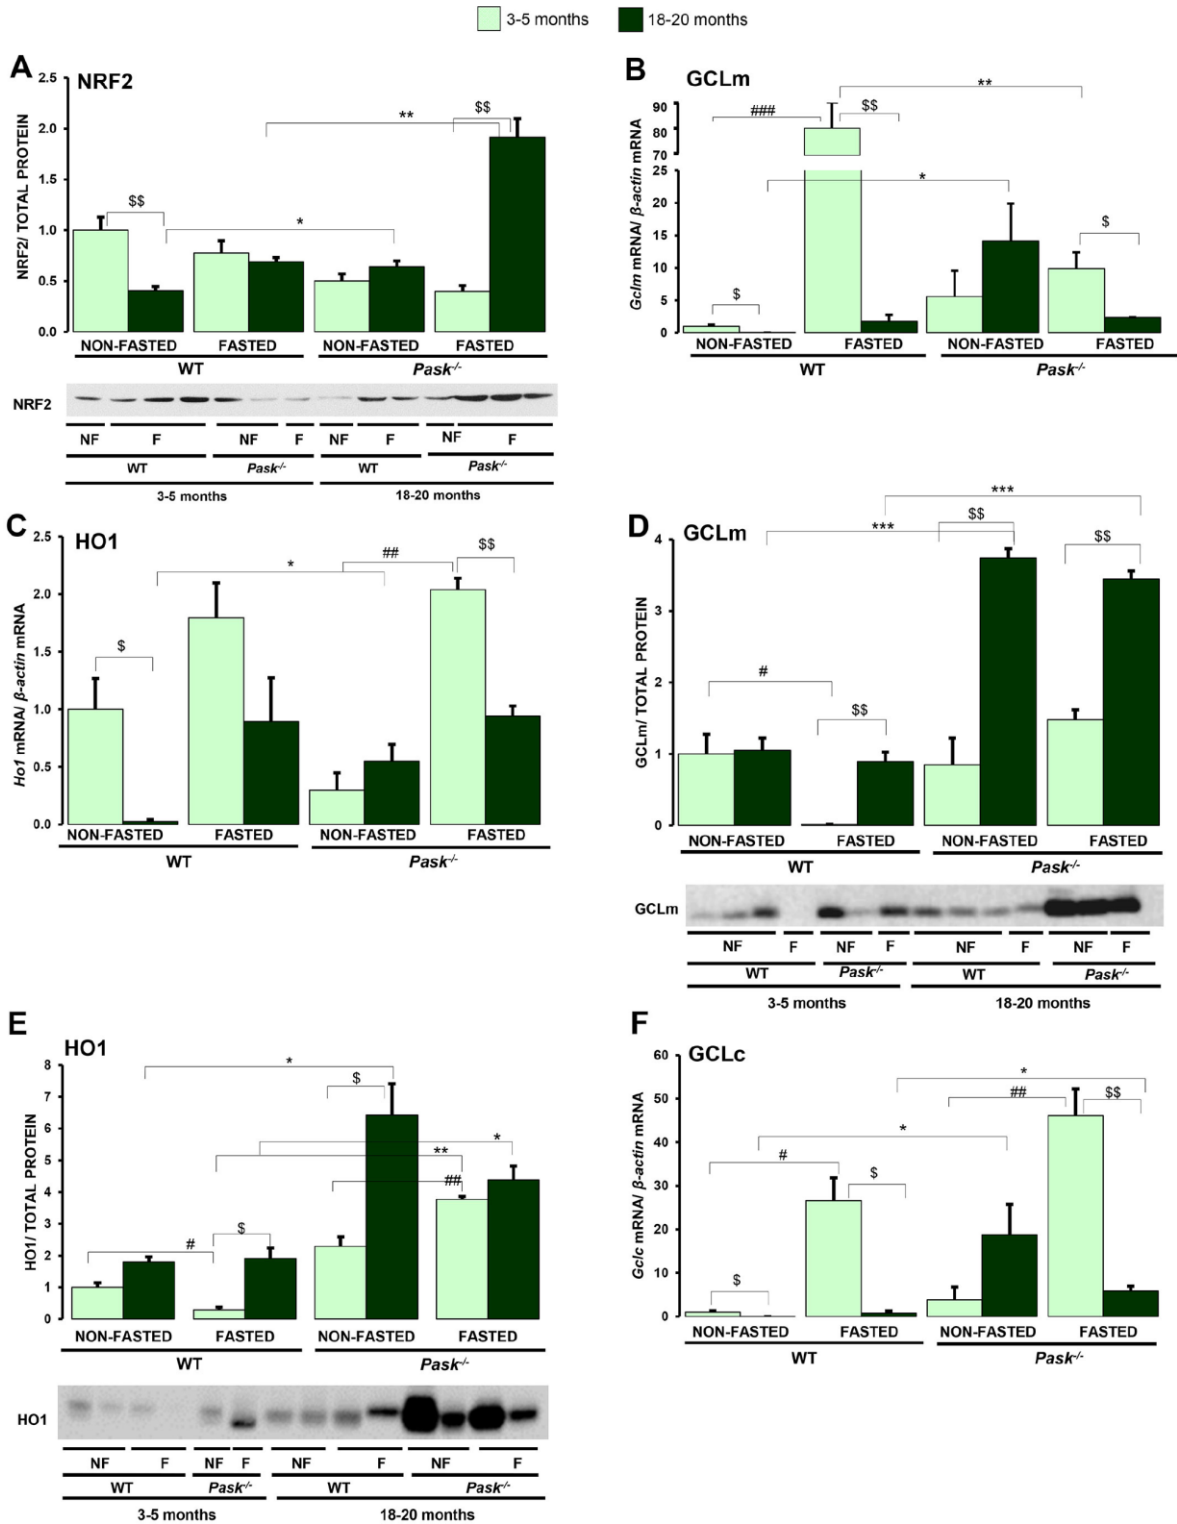 3-5 months 18-20 months
A NRF2
NRF2/ TOTAL PROTEIN
2.5
2.0
1.5
1.0
0.5
0.0
$$
*
**
$$
NON-FASTED FASTED NON-FASTED FASTED
WT Pask-/-
NRF2
NF F NF F NF F NF F
WT Pask-/- WT Pask-/-
3-5 months 18-20 months
B GCLm
Gclm mRNA/ β-actin mRNA
90
80
70
25
20
15
10
5
0
###
**
$$
*
$
$
NON-FASTED FASTED NON-FASTED FASTED
WT Pask-/-
C HO1
Ho1 mRNA/ β-actin mRNA
2.5
2.0
1.5
1.0
0.5
0.0
$
*
##
$$
NON-FASTED FASTED NON-FASTED FASTED
WT Pask-/-
D GCLm
GCLm/ TOTAL PROTEIN
4
3
2
1
0
***
***
$$
$$
#
$$
NON-FASTED FASTED NON-FASTED FASTED
WT Pask-/-
GCLm
NF F NF F NF F NF F
WT Pask-/- WT Pask-/-
3-5 months 18-20 months
E HO1
HO1/ TOTAL PROTEIN
8
7
6
5
4
3
2
1
0
*
$
*
**
##
#
$
NON-FASTED FASTED NON-FASTED FASTED
WT Pask-/-
HO1
NF F NF F NF F NF F
WT Pask-/- WT Pask-/-
3-5 months 18-20 months
F GCLc
Gclc mRNA/ β-actin mRNA
60
50
40
30
20
10
0
*
##
$$
*
#
$
$
NON-FASTED FASTED NON-FASTED FASTED
WT Pask-/-